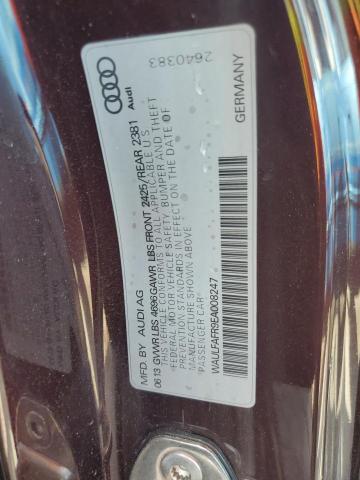 Audi
2640383
MFD. BY AUDI AG
06 13 GVWR LBS 4696 GAWR LBS FRONT 2425/REAR 2381
THIS VEHICLE CONFORMS TO ALL APPLICABLE U.S.
FEDERAL MOTOR VEHICLE SAFETY, BUMPER AND THEFT
PREVENTION STANDARDS IN EFFECT ON THE DATE OF
MANUFACTURE SHOWN ABOVE
PASSENGER CAR
WAULFAFR9EA008247
GERMANY